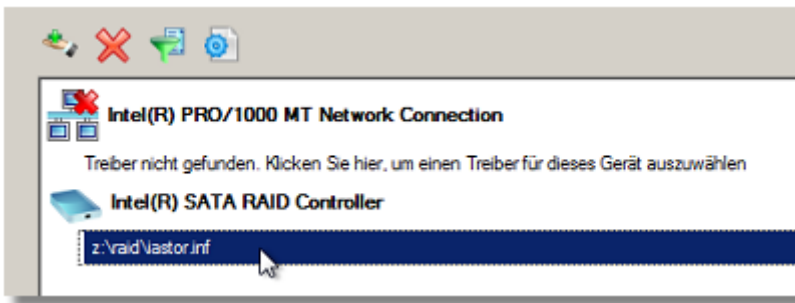 Intel(R) PRO/1000 MT Network Connection
Treiber nicht gefunden. Klicken Sie hier, um einen Treiber für dieses Gerät auszuwählen
Intel(R) SATA RAID Controller
z:\raid\iastor.inf